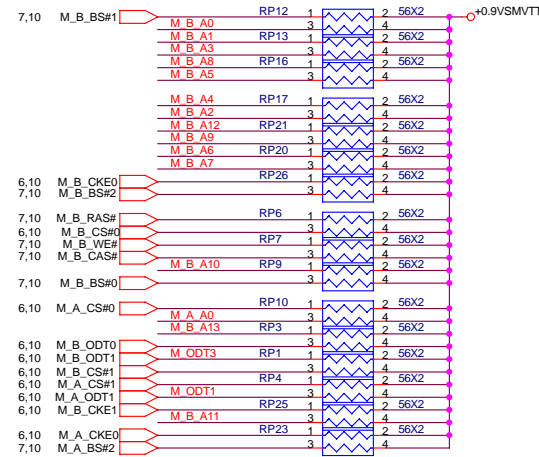 7,10 M_B_BS#1 RP12 1 2 56X2 +0.9VSMVTT
M_B_A0 3 4
M_B_A1 RP13 1 2 56X2
M_B_A3 3 4
M_B_A8 RP16 1 2 56X2
M_B_A5 3 4
M_B_A4 RP17 1 2 56X2
M_B_A2 3 4
M_B_A12 RP21 1 2 56X2
M_B_A9 3 4
M_B_A6 RP20 1 2 56X2
M_B_A7 3 4
6,10 M_B_CKE0 RP26 1 2 56X2
7,10 M_B_BS#2 3 4
7,10 M_B_RAS# RP6 1 2 56X2
6,10 M_B_CS#0 3 4
7,10 M_B_WE# RP7 1 2 56X2
7,10 M_B_CAS# 3 4
M_B_A10 RP9 1 2 56X2
7,10 M_B_BS#0 3 4
6,10 M_A_CS#0 RP10 1 2 56X2
M_A_A0 3 4
M_B_A13 RP3 1 2 56X2
6,10 M_B_ODT0 3 4
6,10 M_B_ODT1 M_ODT3 RP1 1 2 56X2
6,10 M_B_CS#1 3 4
6,10 M_A_CS#1 RP4 1 2 56X2
6,10 M_A_ODT1 M_ODT1 3 4
6,10 M_B_CKE1 RP25 1 2 56X2
M_B_A11 3 4
6,10 M_A_CKE0 RP23 1 2 56X2
7,10 M_A_BS#2 3 4